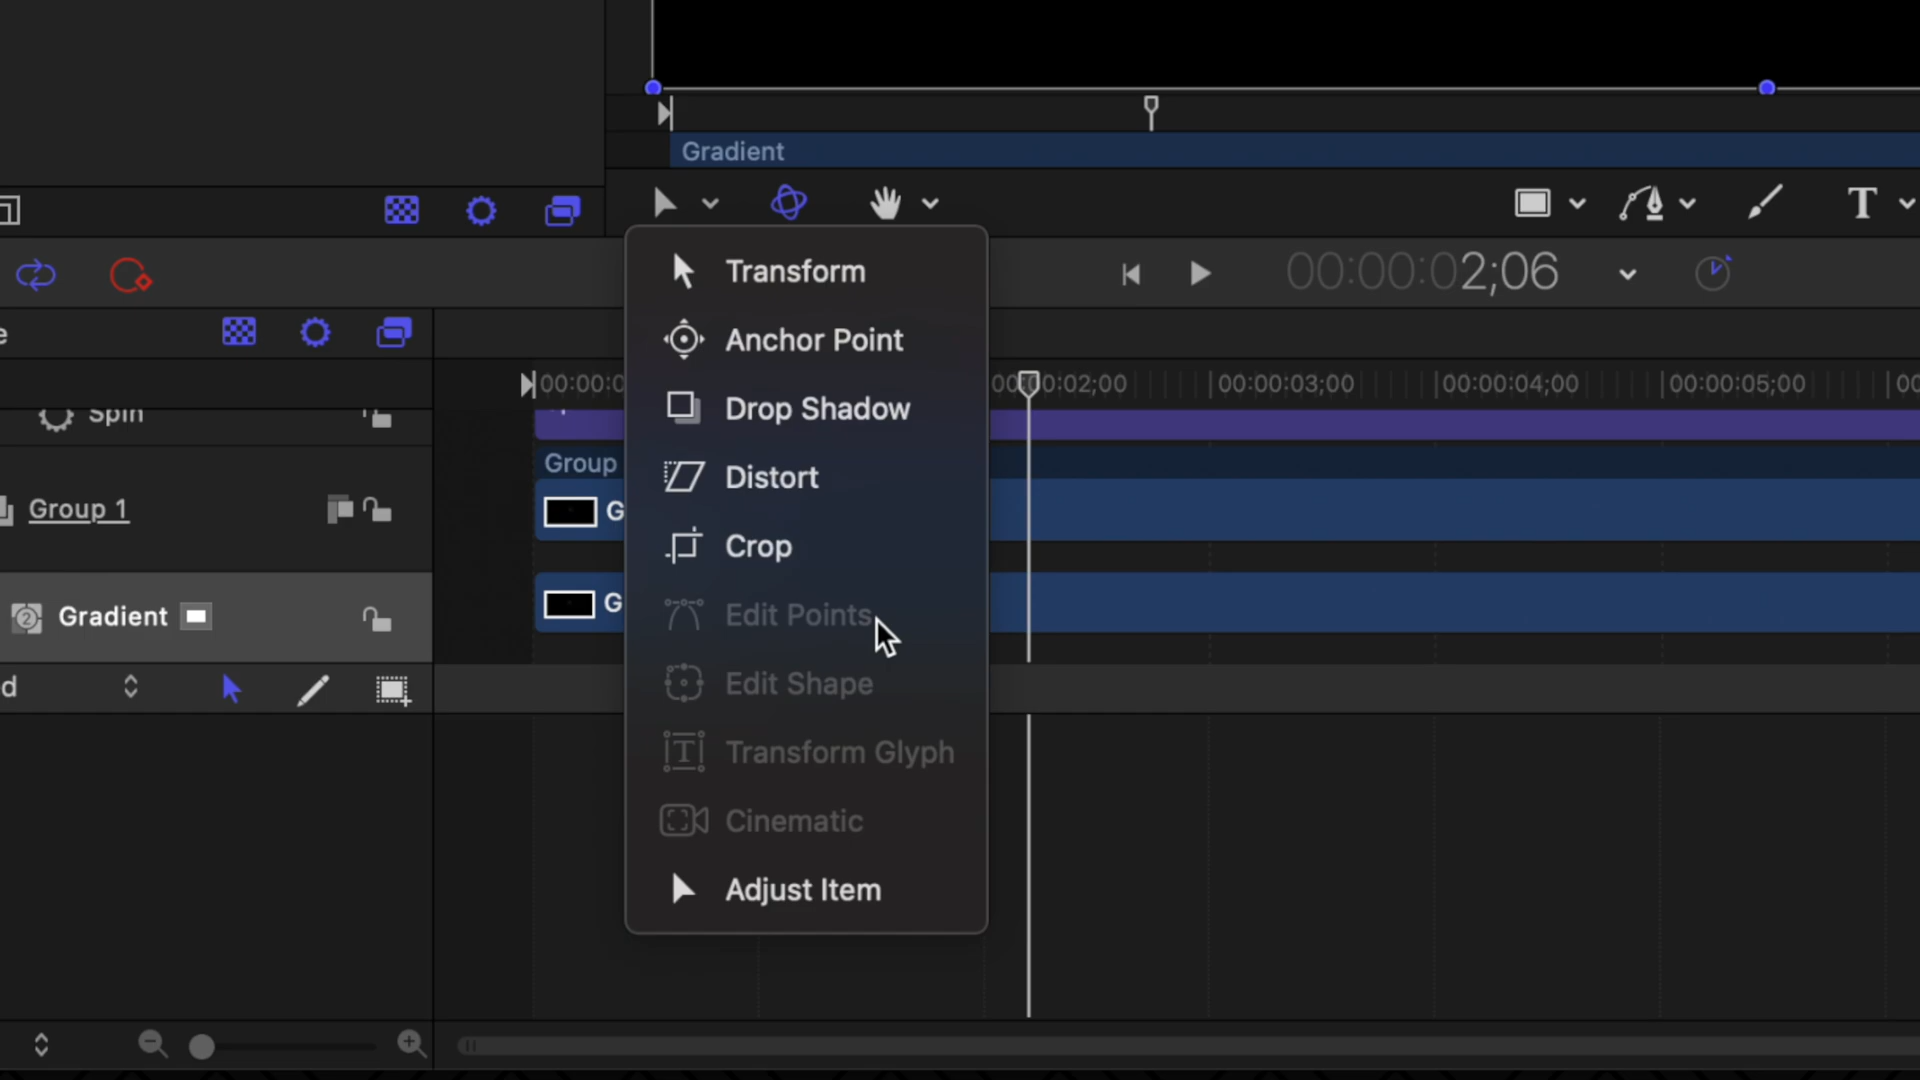 Gradient
T
Transform
00:00:02;06
Anchor Point
e
00:00:0
00:00:02;00
00:00:03;00
00:00:04;00
00:00:05;00
00
Drop Shadow
Spin
Group
Distort
Group 1
G
Crop
Gradient
G
Edit Points
d
Edit Shape
Transform Glyph
Cinematic
Adjust Item